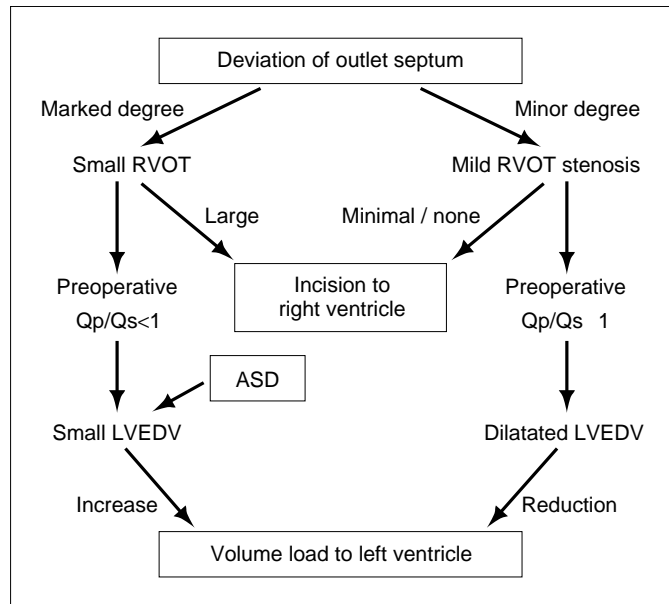 Deviation of outlet septum
Marked degree
Minor degree
Small RVOT
Mild RVOT stenosis
Large
Minimal / none
Incision to
right ventricle
Preoperative
Qp/Qs<1
Preoperative
Qp/Qs 1
ASD
Small LVEDV
Dilatated LVEDV
Increase
Reduction
Volume load to left ventricle